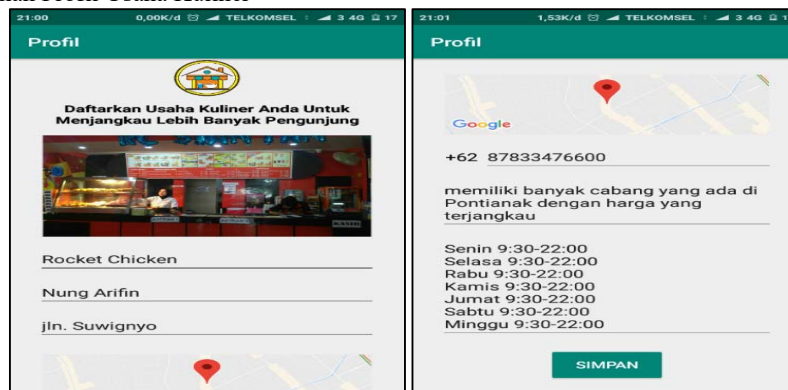 21:00 0,00K/d TELKOMSEL 3 4G 17
Profil
Daftarkan Usaha Kuliner Anda Untuk
Menjangkau Lebih Banyak Pengunjung
Rocket Chicken
Nung Arifin
jln. Suwignyo
21:01 1,53K/d TELKOMSEL 3 4G
Profil
Google
+62 87833476600
memiliki banyak cabang yang ada di
Pontianak dengan harga yang
terjangkau
Senin 9:30-22:00
Selasa 9:30-22:00
Rabu 9:30-22:00
Kamis 9:30-22:00
Jumat 9:30-22:00
Sabtu 9:30-22:00
Minggu 9:30-22:00
SIMPAN